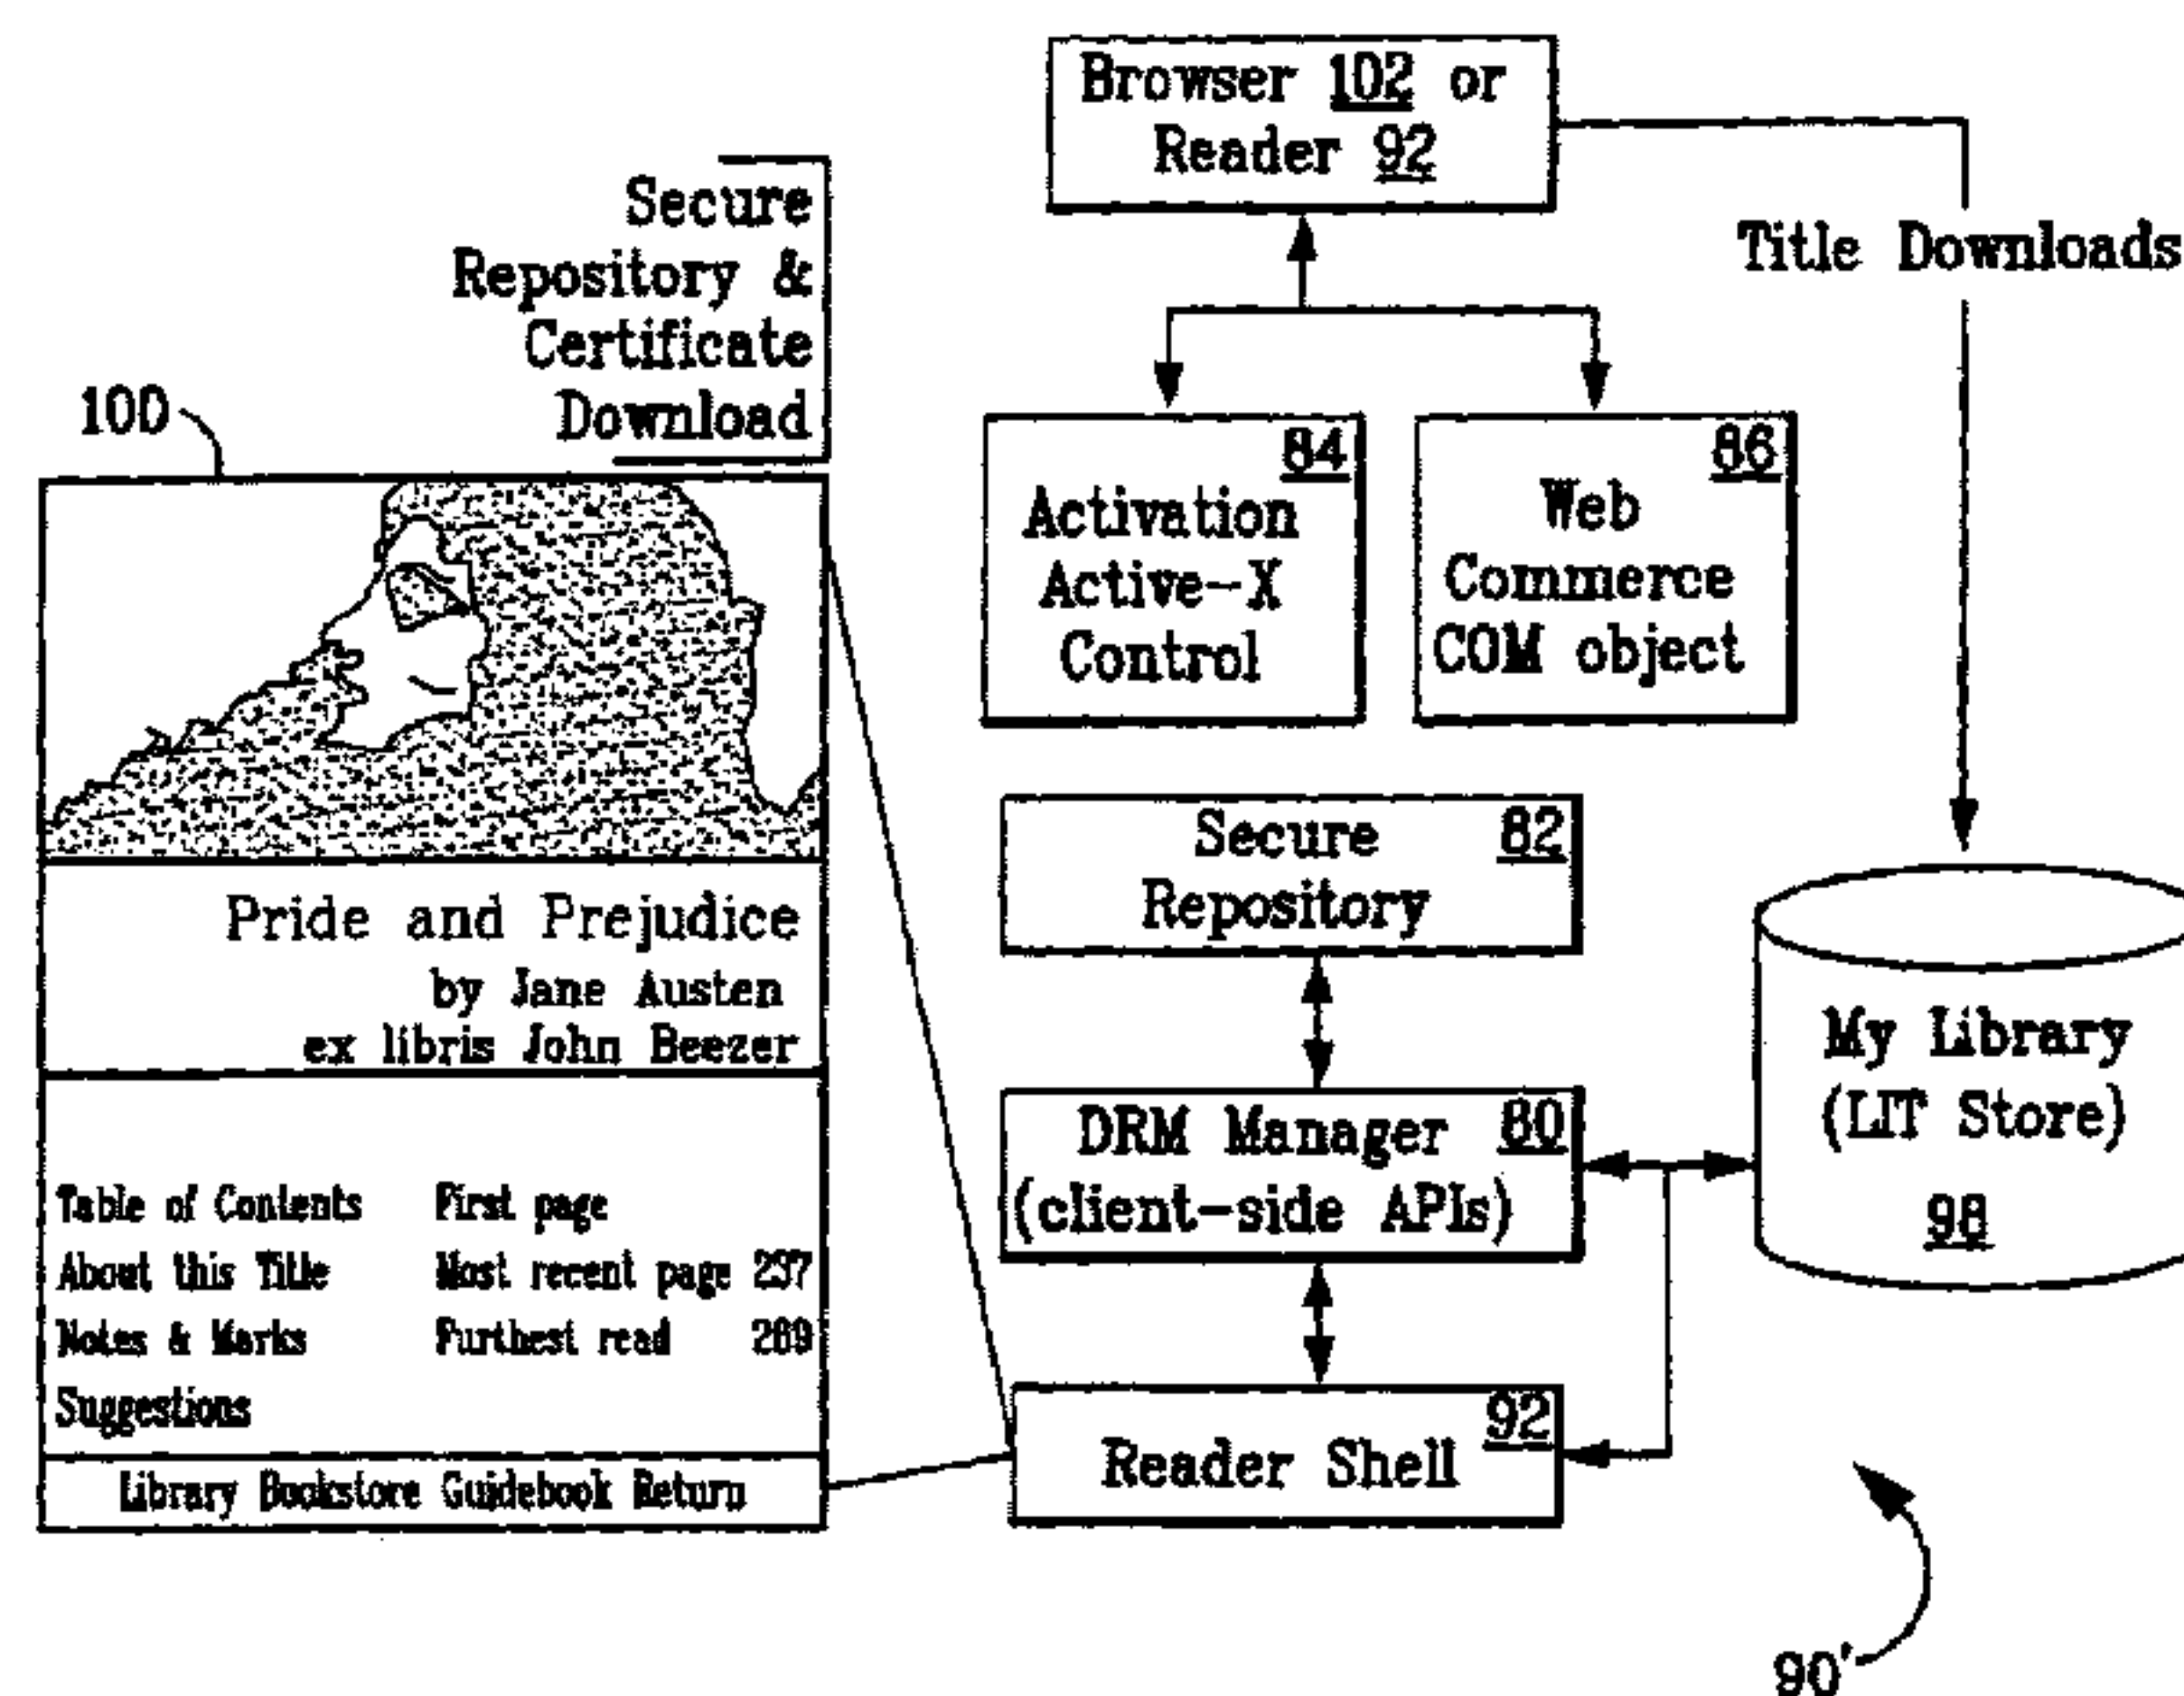 Browser 102 or
Reader 92
Secure
Repository &
Certificate
Download
Title Downloads
100
84
Activation
Active-X
Control
86
Web
Commerce
COM object
Secure 82
Repository
Pride and Prejudice
by Jane Austen
ex libris John Beezer
DRM Manager 80
(client-side APIs)
My Library
(LIT Store)
98
Table of Contents First page
About this Title Most recent page 237
Notes & Marks Furthest read 269
Suggestions
Library Bookstore Guidebook Return
92
Reader Shell
90'